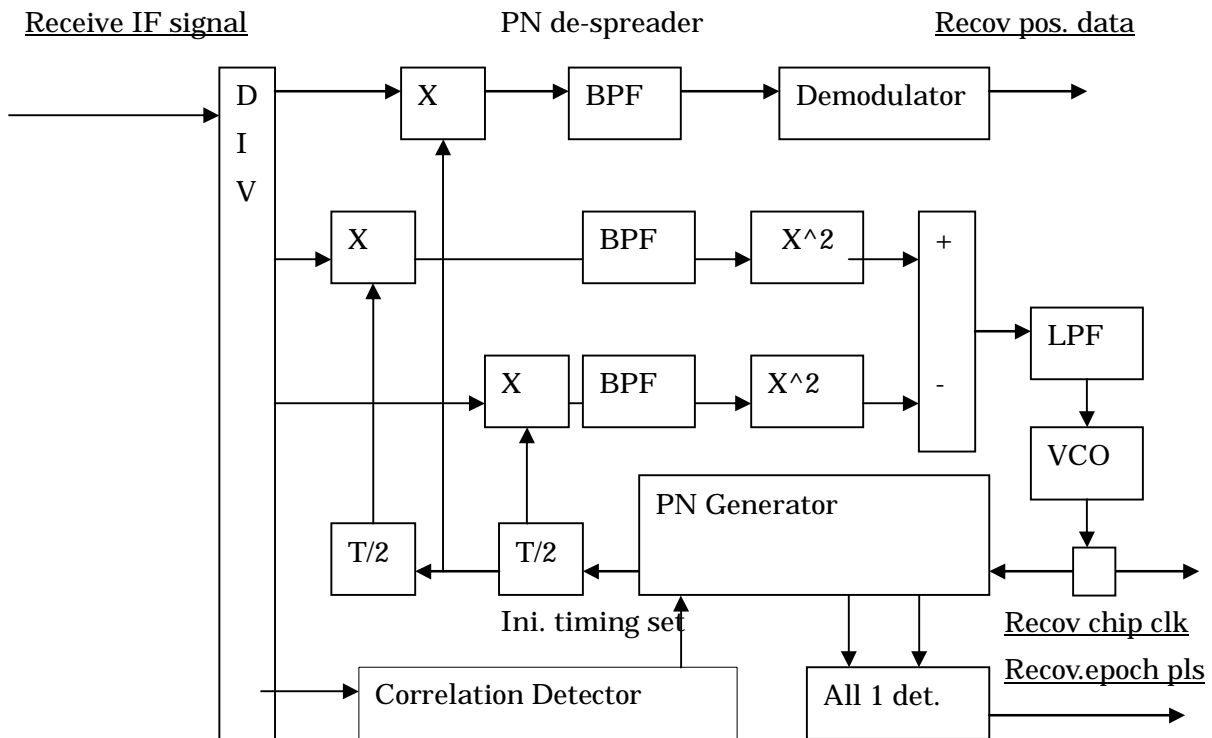 Receive IF signal
PN de-spreader
Recov pos. data
D
I
V
X
BPF
Demodulator
X
BPF
X^2
+
X
BPF
X^2
-
LPF
VCO
PN Generator
T/2
T/2
Ini. timing set
Recov chip clk
Recov.epoch pls
Correlation Detector
All 1 det.